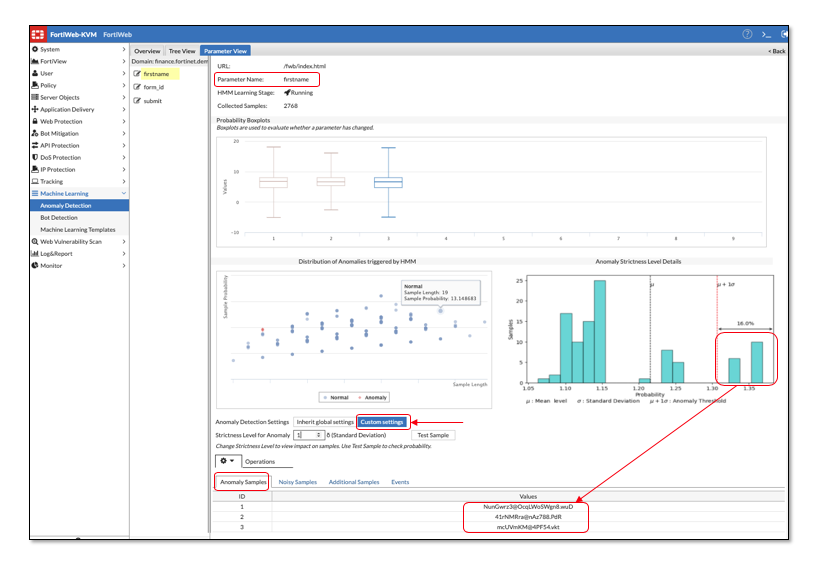 FortiWeb-KVM FortiWeb
System
FortiView
User
Policy
Server Objects
Application Delivery
Web Protection
Bot Mitigation
API Protection
DoS Protection
IP Protection
Tracking
Machine Learning
Anomaly Detection
Bot Detection
Machine Learning Templates
Web Vulnerability Scan
Log&Report
Monitor
Overview Tree View Parameter View < Back
Domain: finance.fortinet.dem
firstname
form_id
submit
URL: /fwb/index.html
Parameter Name: firstname
HMM Learning Stage: Running
Collected Samples: 2768
Probability Boxplots
Boxplots are used to evaluate whether a parameter has changed.
20
10
0
-10
Values
1 2 3 4 5 6 7 8 9
Distribution of Anomalies triggered by HMM
Sample Probability
Normal
Sample Length: 19
Sample Probability: 13.148683
Sample Length
Normal Anomaly
Anomaly Strictness Level Details
25
20
15
10
5
0
Samples
μ μ + 1σ
16.0%
1.05 1.10 1.15 1.20 1.25 1.30 1.35
Probability
μ : Mean level σ : Standard Deviation μ + 1σ : Anomaly Threshold
Anomaly Detection Settings Inherit global settings Custom settings
Strictness Level for Anomaly 1 δ (Standard Deviation) Test Sample
Change Strictness Level to view impact on samples. Use Test Sample to check probability.
Operations
Anomaly Samples Noisy Samples Additional Samples Events
ID Values
1 NunGwrz3@OcqLWoSWgn8.wuD
2 41rNMRra@nAz788.PdR
3 mcUVmKM@4PF54.vkt